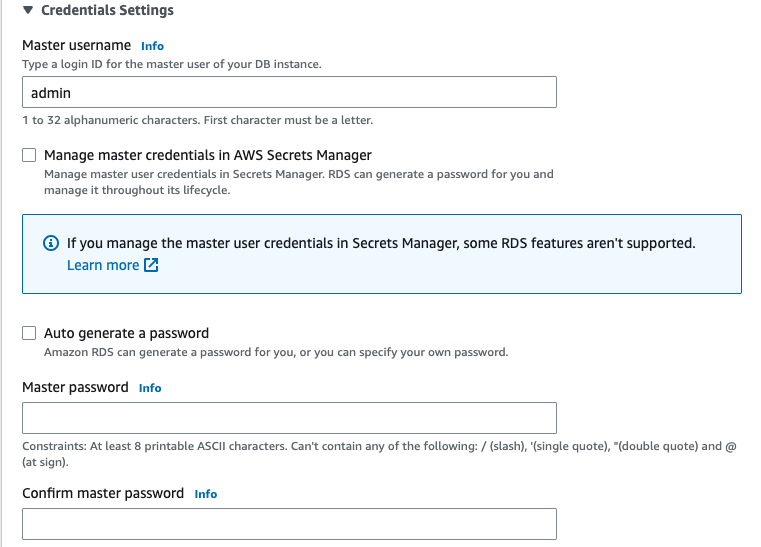 Credentials Settings
Master username Info
Type a login ID for the master user of your DB instance.
admin
1 to 32 alphanumeric characters. First character must be a letter.
Manage master credentials in AWS Secrets Manager
Manage master user credentials in Secrets Manager. RDS can generate a password for you and
manage it throughout its lifecycle.
If you manage the master user credentials in Secrets Manager, some RDS features aren't supported.
Learn more
Auto generate a password
Amazon RDS can generate a password for you, or you can specify your own password.
Master password Info
Constraints: At least 8 printable ASCII characters. Can't contain any of the following: / (slash), '(single quote), "(double quote) and @
(at sign).
Confirm master password Info